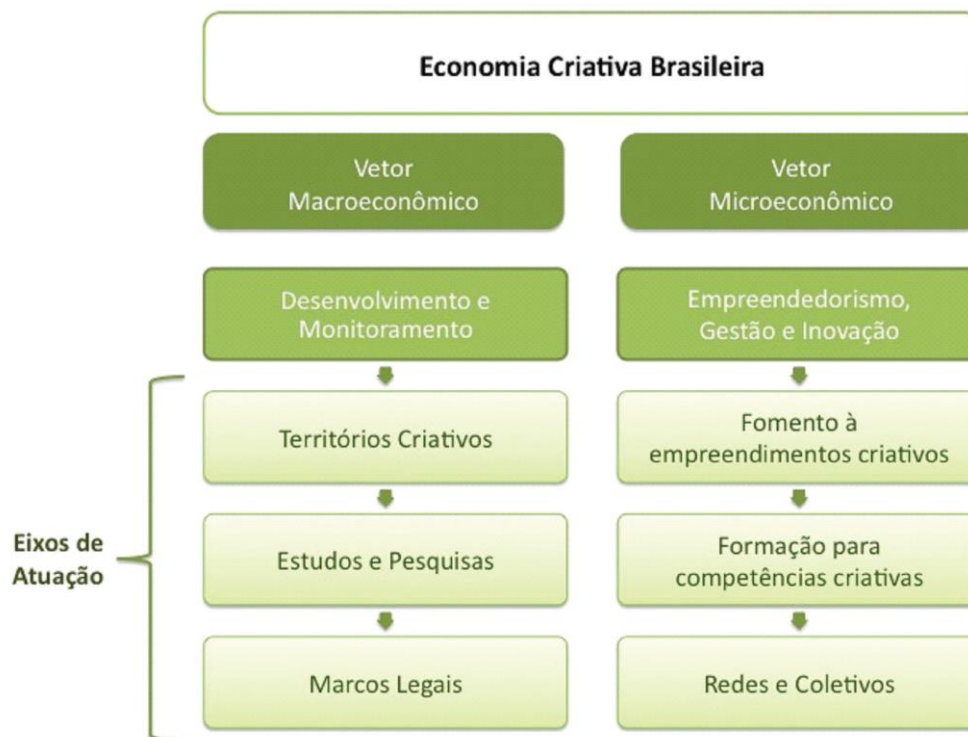 Economia Criativa Brasileira
Vetor
Macroeconômico
Vetor
Microeconômico
Desenvolvimento e
Monitoramento
Empreendedorismo,
Gestão e Inovação
Eixos de
Atuação
Territórios Criativos
Fomento à
empreendimentos criativos
Estudos e Pesquisas
Formação para
competências criativas
Marcos Legais
Redes e Coletivos